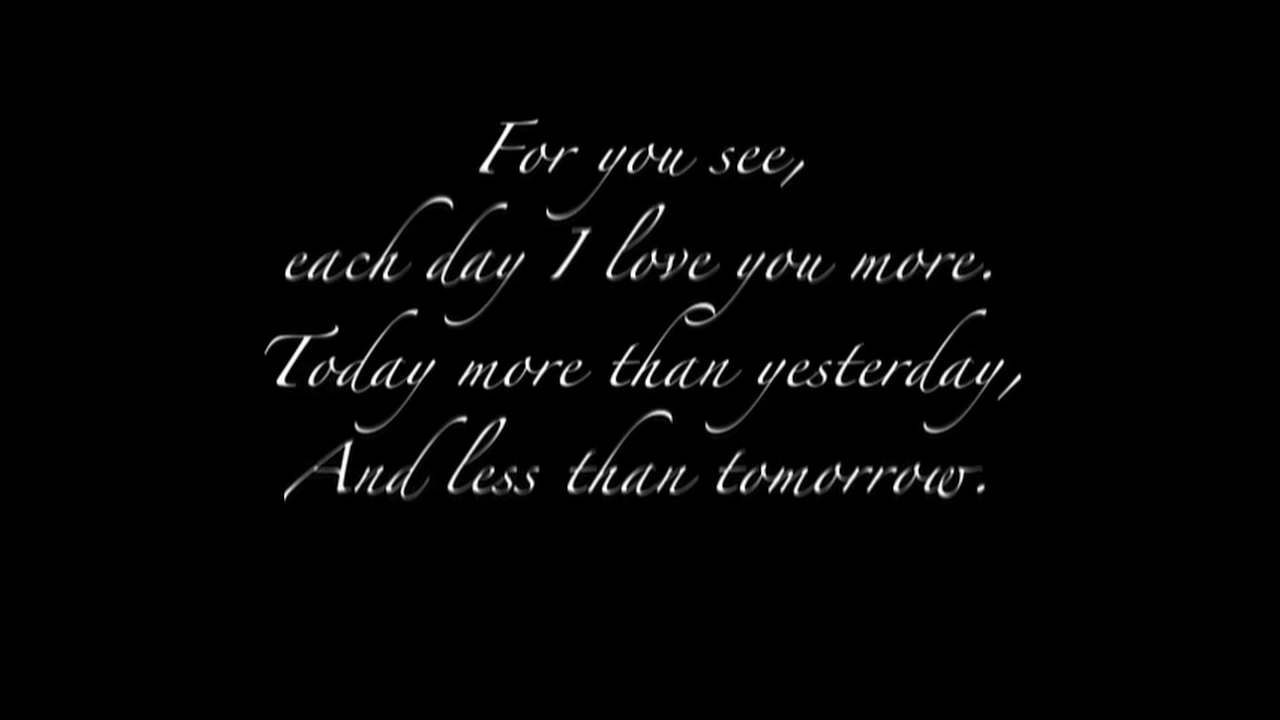 For you see,
each day I love you more.
Today more than yesterday,
And less than tomorrow.